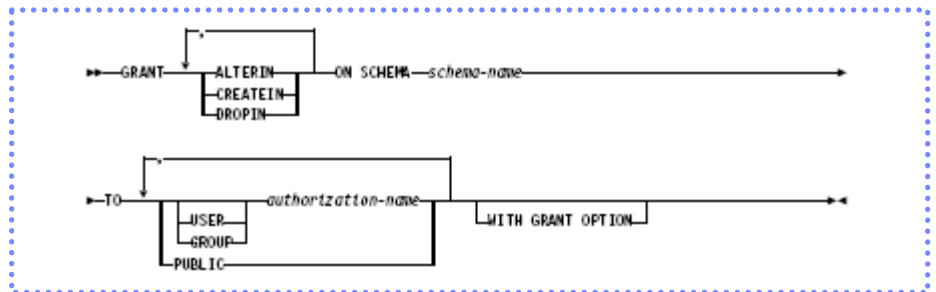 ,
GRANT ALTERIN ON SCHEMA schema-name
CREATEIN
DROPIN
,
TO authorization-name
USER WITH GRANT OPTION
GROUP
PUBLIC